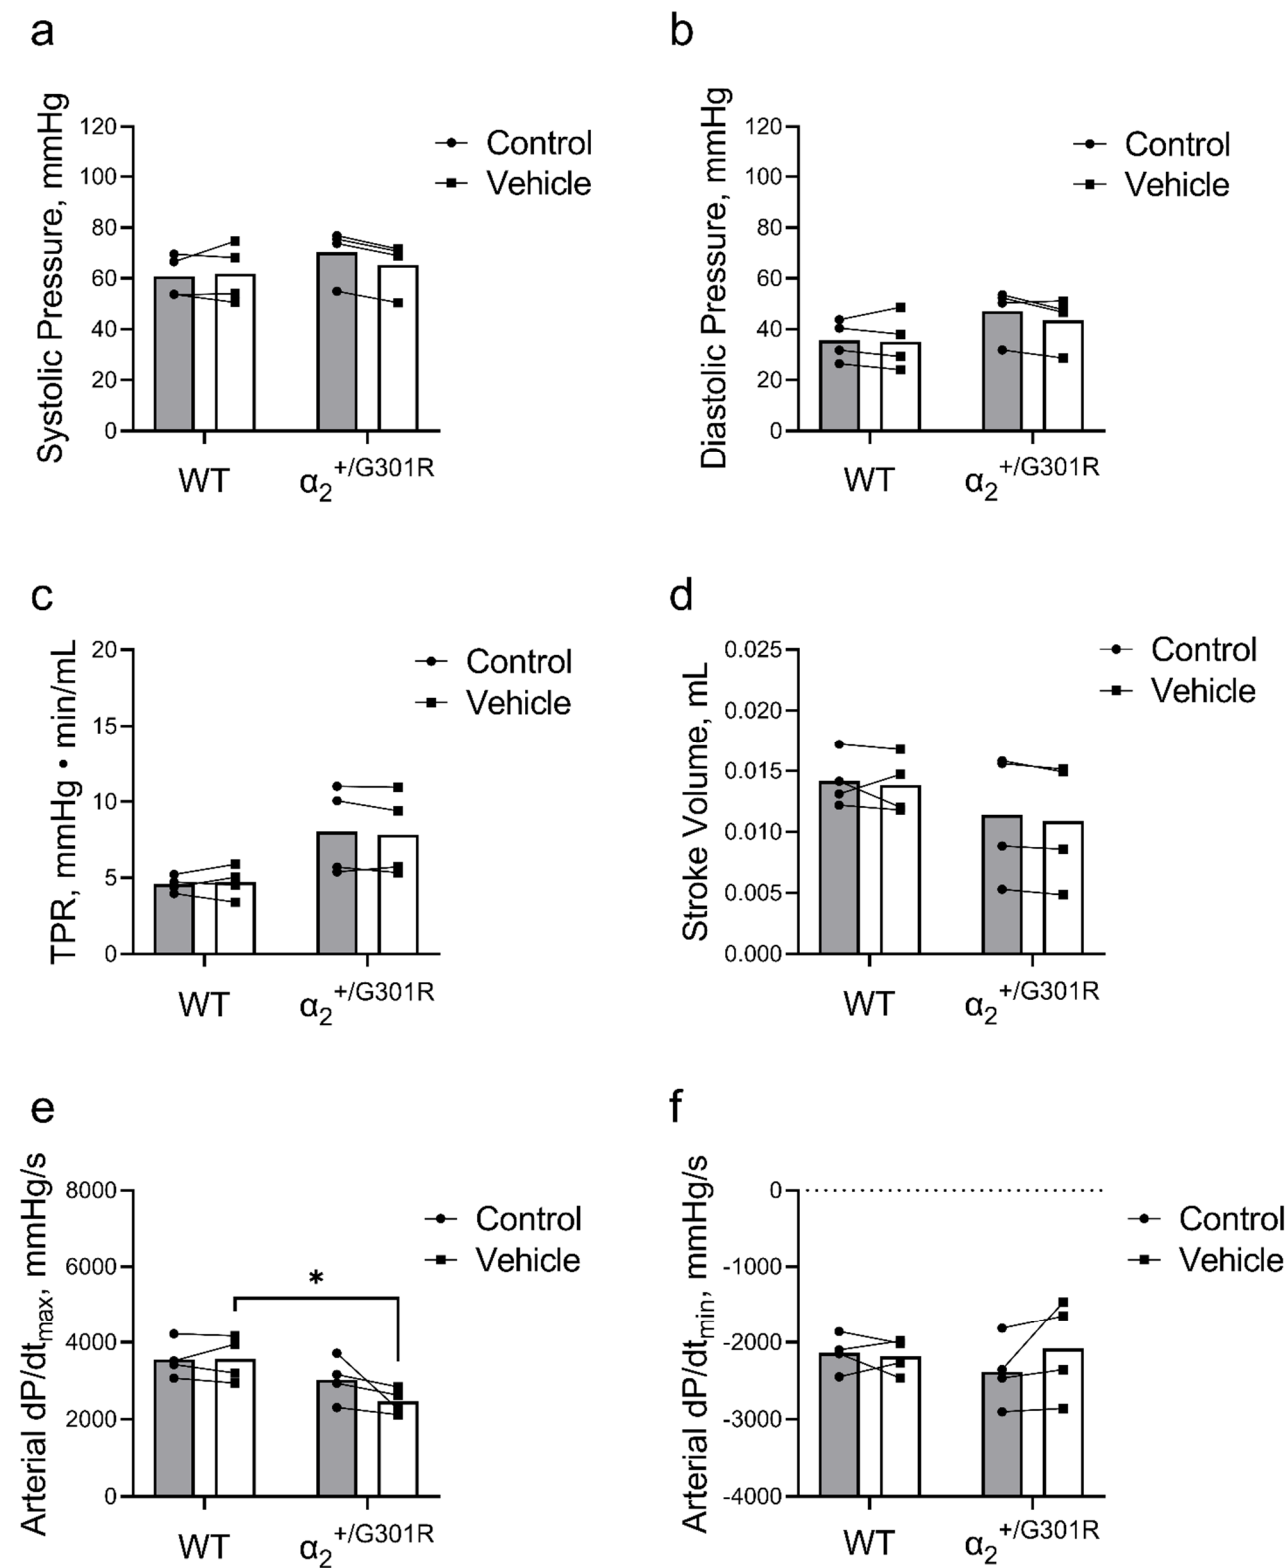 a
Systolic Pressure, mmHg
120
100
80
60
40
20
0
Control
Vehicle
WT
α₂⁺/G301R
b
Diastolic Pressure, mmHg
120
100
80
60
40
20
0
Control
Vehicle
WT
α₂⁺/G301R
c
TPR, mmHg • min/mL
20
15
10
5
0
Control
Vehicle
WT
α₂⁺/G301R
d
Stroke Volume, mL
0.025
0.020
0.015
0.010
0.005
0.000
Control
Vehicle
WT
α₂⁺/G301R
e
Arterial dP/dtmax, mmHg/s
8000
6000
4000
2000
0
Control
Vehicle
*
WT
α₂⁺/G301R
f
Arterial dP/dtmin, mmHg/s
0
-1000
-2000
-3000
-4000
Control
Vehicle
WT
α₂⁺/G301R